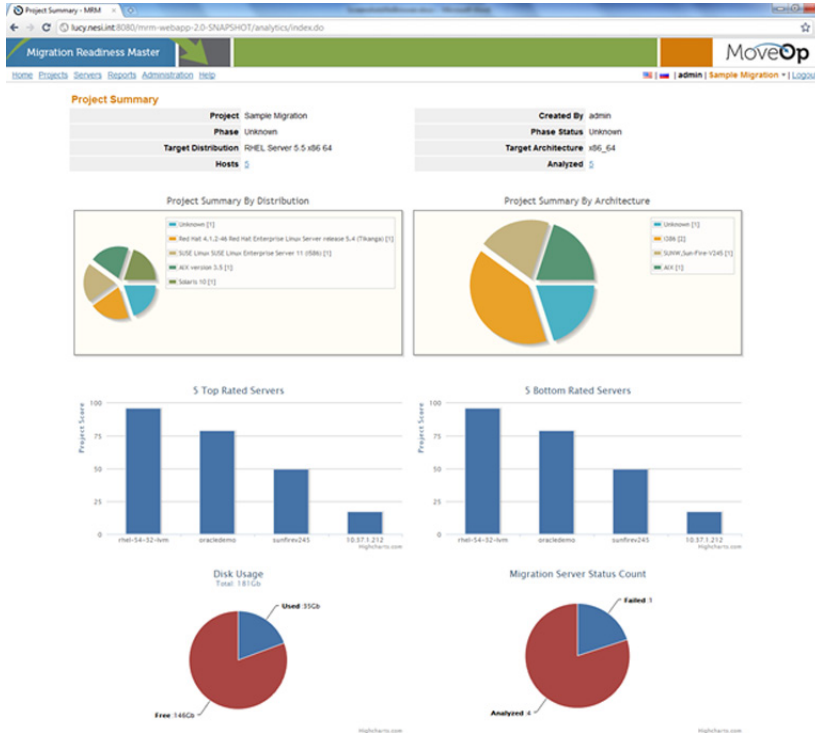 Project Summary - MRM
lucy.nesi.int:8080/mrm-webapp-2.0-SNAPSHOT/analytics/index.do
Migration Readiness Master
MoveOp
Home Projects Servers Reports Administration Help
| | admin | Sample Migration | Logout
Project Summary
Project Sample Migration Created By admin
Phase Unknown Phase Status Unknown
Target Distribution RHEL Server 5.5 x86 64 Target Architecture x86_64
Hosts 5 Analyzed 5
Project Summary By Distribution
Unknown [1]
Red Hat 4.1.2-46 Red Hat Enterprise Linux Server release 5.4 (Tikanga) [1]
SUSE Linux SUSE Linux Enterprise Server 11 (i586) [1]
AIX version 3.5 [1]
Solaris 10 [1]
Project Summary By Architecture
Unknown [1]
i386 [2]
SUNW,Sun-Fire-V245 [1]
AIX [1]
5 Top Rated Servers
Project Score
100
75
50
25
0
rhel-54-32-lvm oracledemo sunfirev245 10.37.1.212
Highcharts.com
5 Bottom Rated Servers
Project Score
100
75
50
25
0
rhel-54-32-lvm oracledemo sunfirev245 10.37.1.212
Highcharts.com
Disk Usage
Total: 181Gb
Used :35Gb
Free :146Gb
Highcharts.com
Migration Server Status Count
Failed :1
Analyzed :4
Highcharts.com